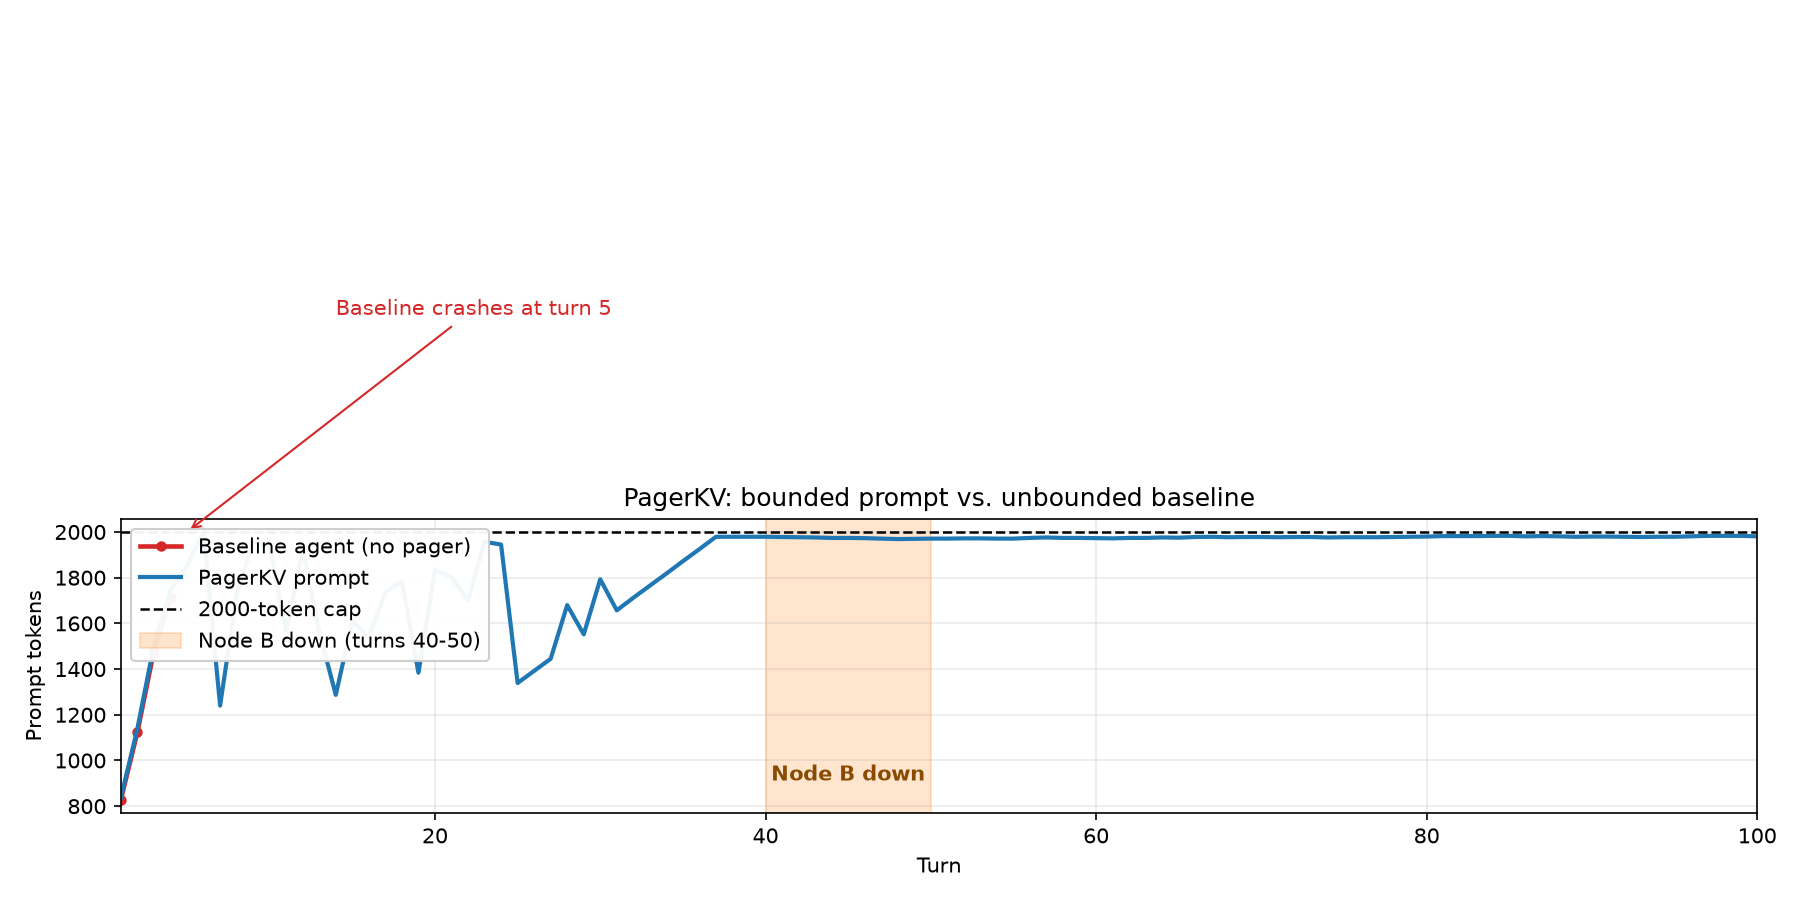 Baseline crashes at turn 5
PagerKV: bounded prompt vs. unbounded baseline
Prompt tokens
2000
1800
1600
1400
1200
1000
800
Baseline agent (no pager)
PagerKV prompt
2000-token cap
Node B down (turns 40-50)
Node B down
20
40
60
80
100
Turn